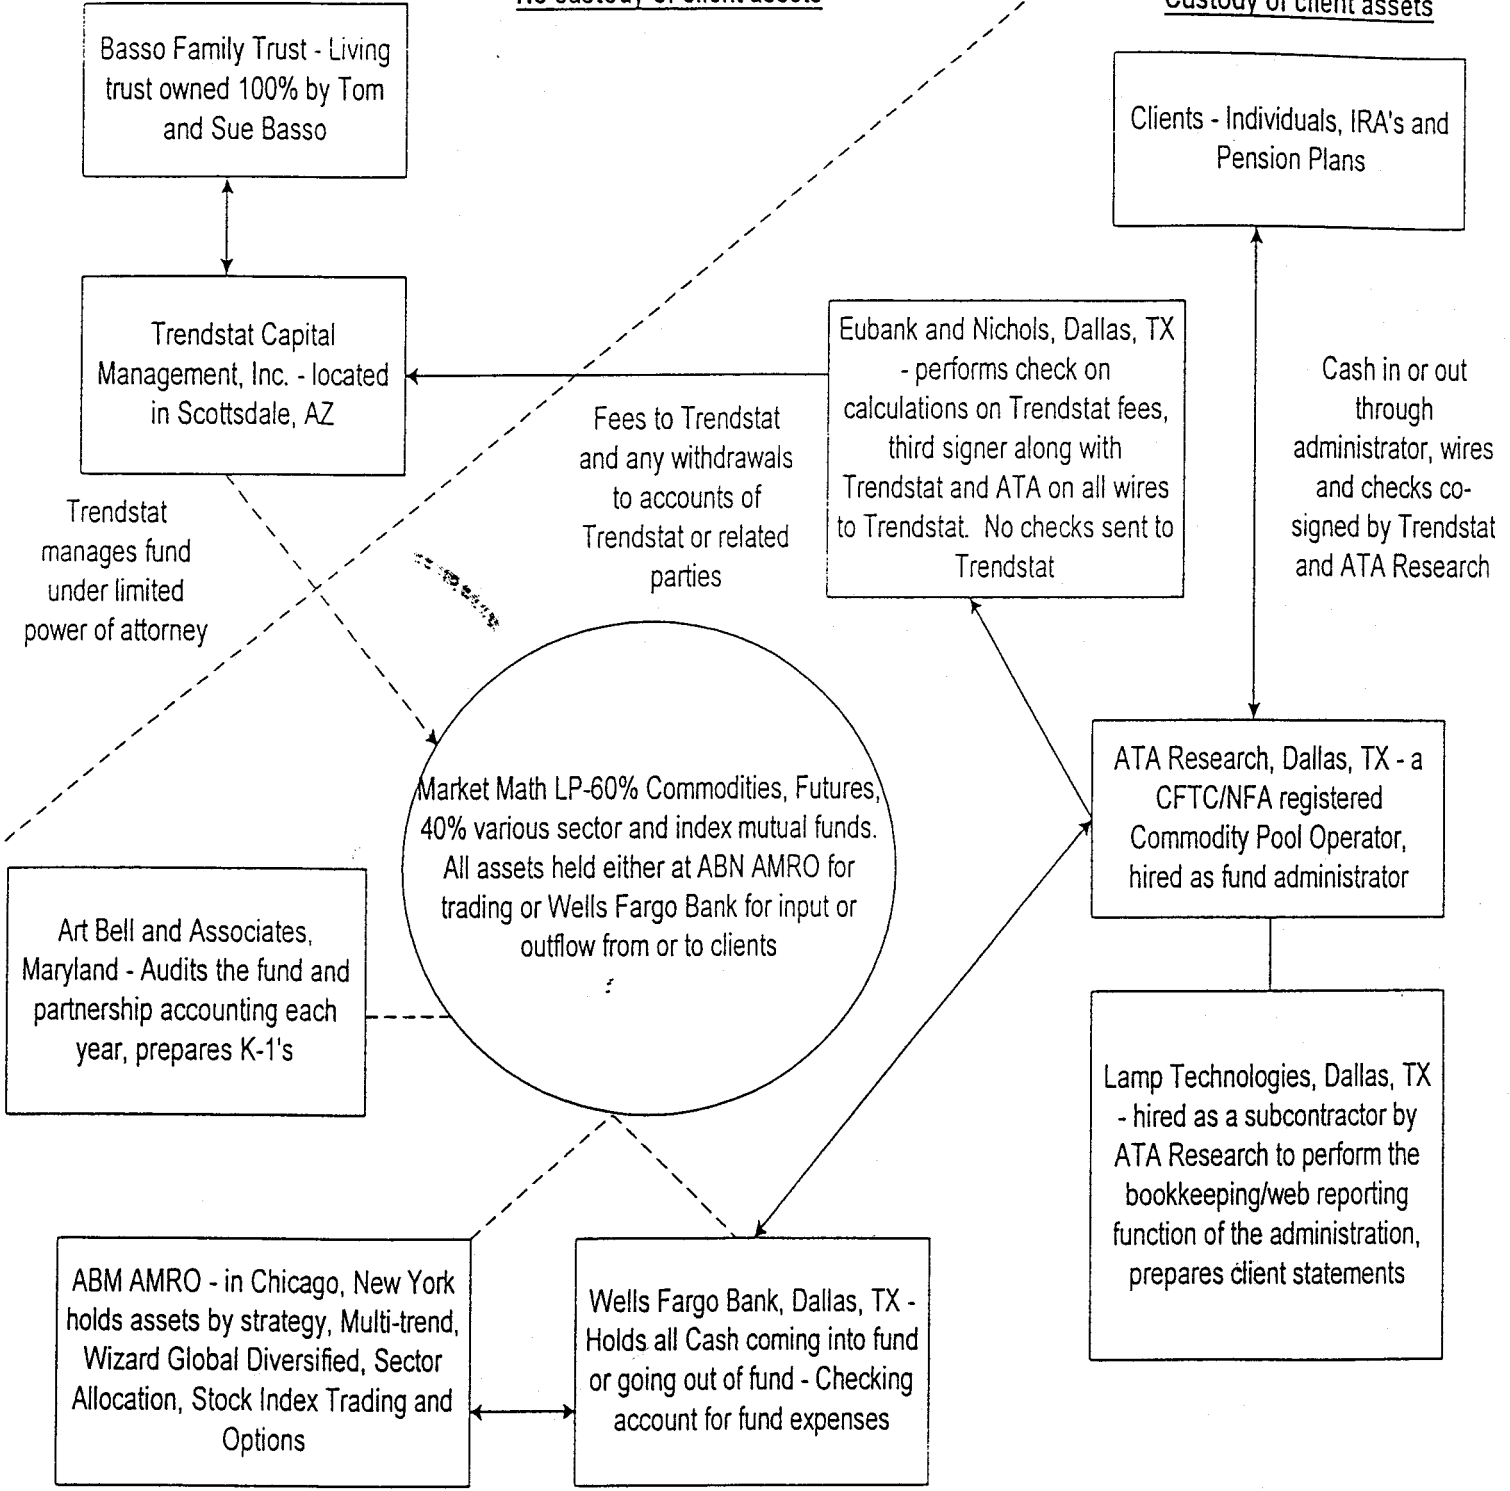 No custody of client assets
Custody of client assets
Basso Family Trust - Living
trust owned 100% by Tom
and Sue Basso
Clients - Individuals, IRA's and
Pension Plans
Trendstat Capital
Management, Inc. - located
in Scottsdale, AZ
Eubank and Nichols, Dallas, TX
- performs check on
calculations on Trendstat fees,
third signer along with
Trendstat and ATA on all wires
to Trendstat.  No checks sent to
Trendstat
Cash in or out
through
administrator, wires
and checks co-
signed by Trendstat
and ATA Research
Fees to Trendstat
and any withdrawals
to accounts of
Trendstat or related
parties
Trendstat
manages fund
under limited
power of attorney
Market Math LP-60% Commodities, Futures,
40% various sector and index mutual funds.
All assets held either at ABN AMRO for
trading or Wells Fargo Bank for input or
outflow from or to clients
ATA Research, Dallas, TX - a
CFTC/NFA registered
Commodity Pool Operator,
hired as fund administrator
Art Bell and Associates,
Maryland - Audits the fund and
partnership accounting each
year, prepares K-1's
Lamp Technologies, Dallas, TX
- hired as a subcontractor by
ATA Research to perform the
bookkeeping/web reporting
function of the administration,
prepares client statements
ABM AMRO - in Chicago, New York
holds assets by strategy, Multi-trend,
Wizard Global Diversified, Sector
Allocation, Stock Index Trading and
Options
Wells Fargo Bank, Dallas, TX -
Holds all Cash coming into fund
or going out of fund - Checking
account for fund expenses